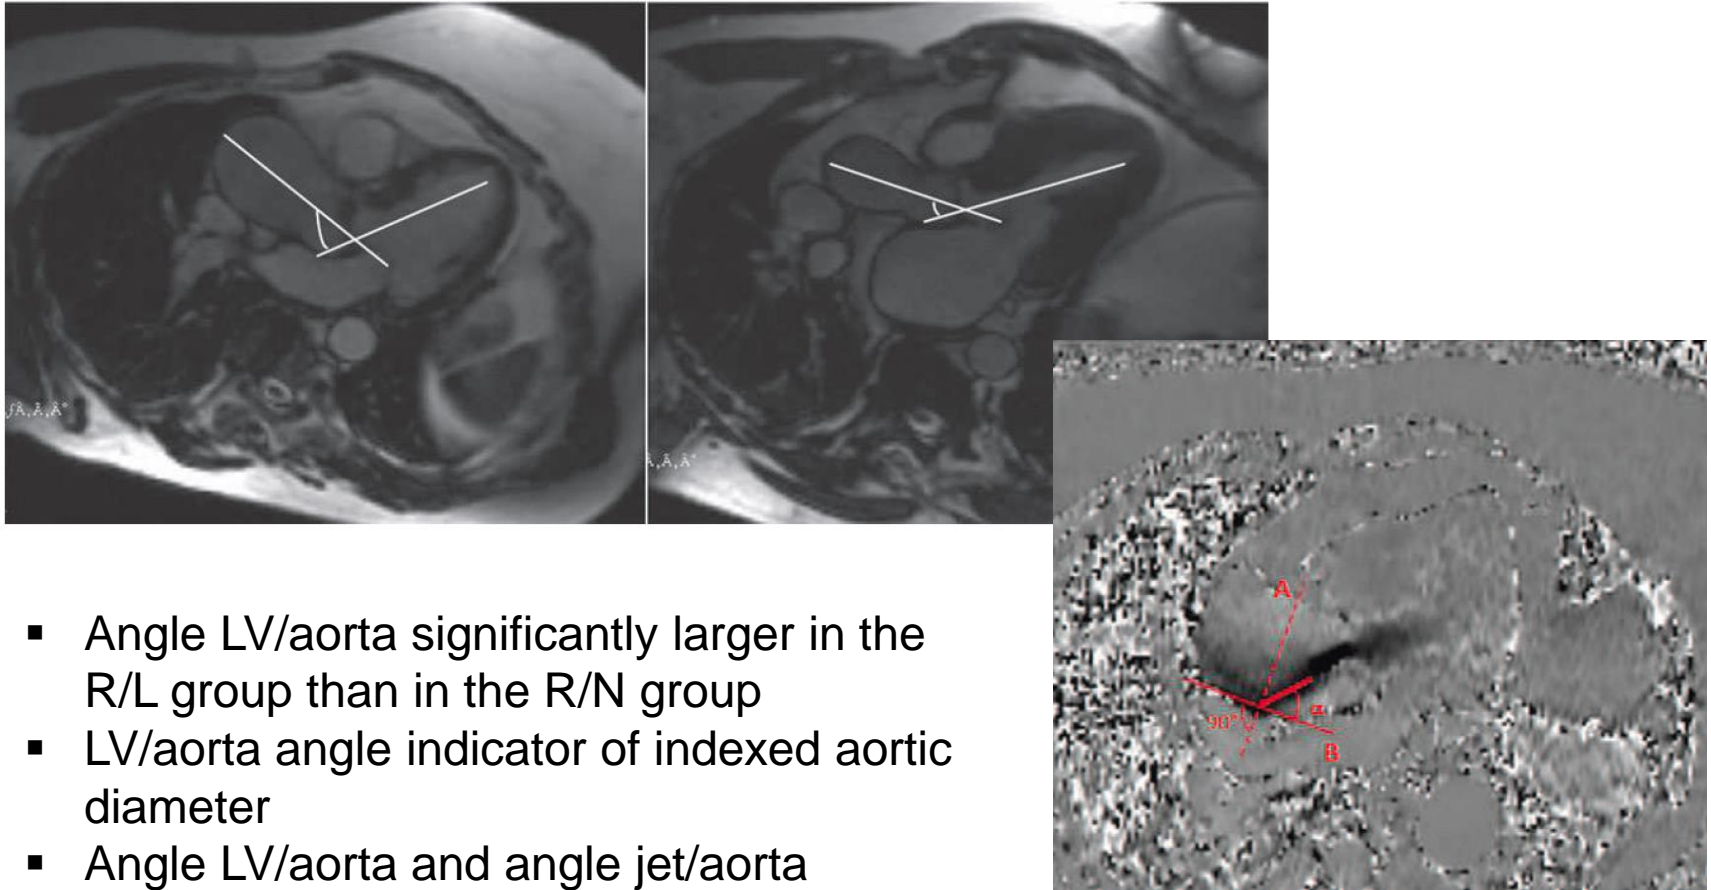 ƒÂ,Ã,Â°
Ã,Ã,Â°
A
α
90°
B
▪ Angle LV/aorta significantly larger in the
R/L group than in the R/N group
▪ LV/aorta angle indicator of indexed aortic
diameter
▪ Angle LV/aorta and angle jet/aorta